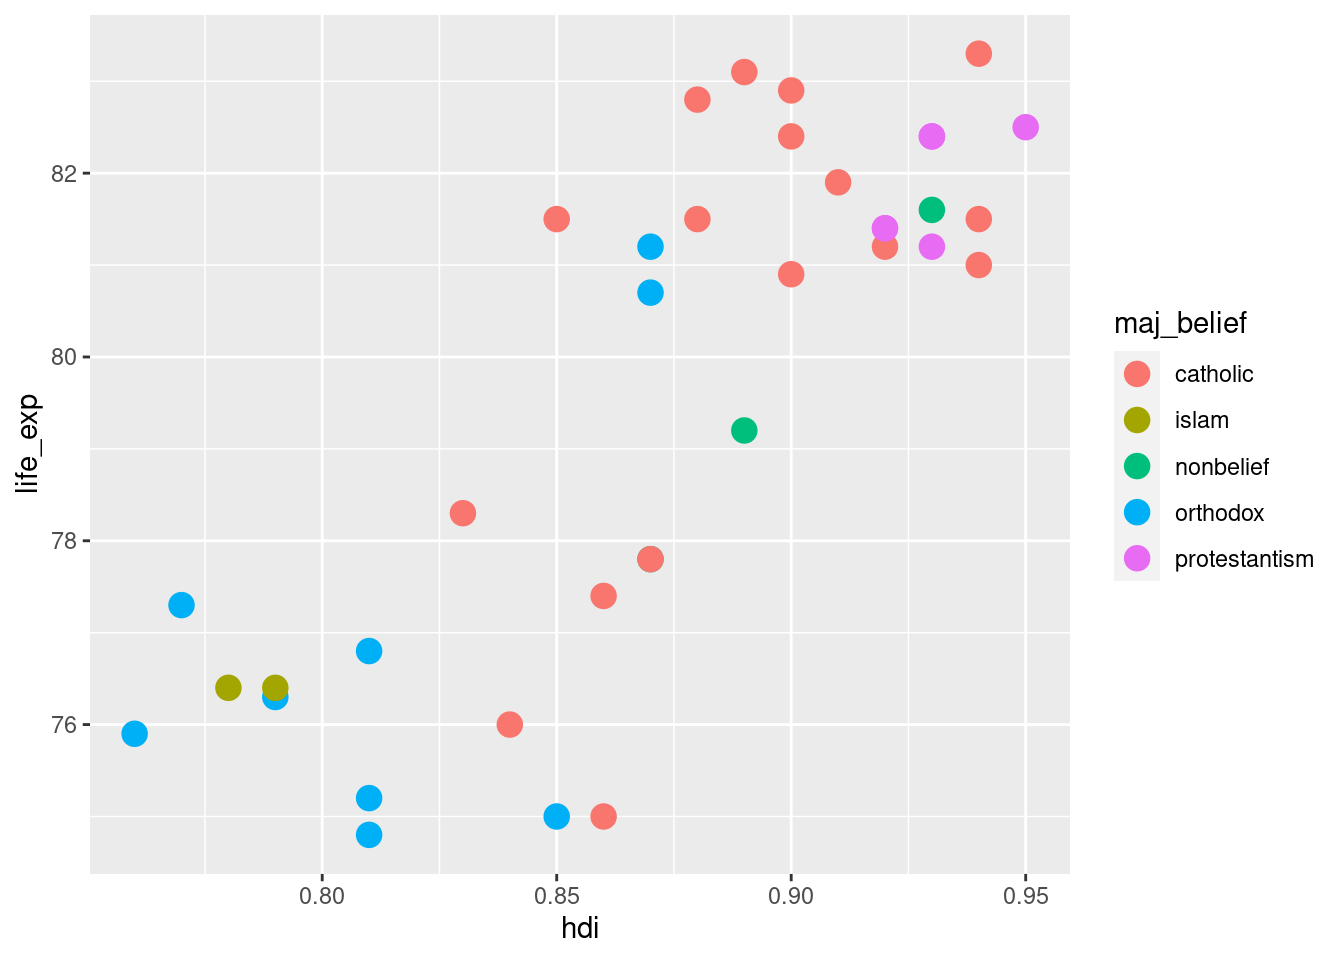 82
80
78
76
life_exp
0.80
0.85
0.90
0.95
hdi
maj_belief
catholic
islam
nonbelief
orthodox
protestantism